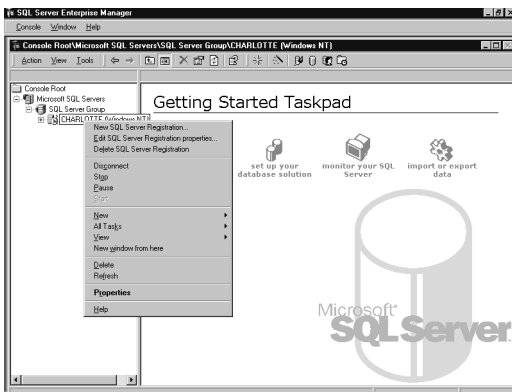 SQL Server Enterprise Manager
Console Window Help
Console Root\Microsoft SQL Servers\SQL Server Group\CHARLOTTE (Windows NT)
Action View Tools
Console Root
Microsoft SQL Servers
SQL Server Group
CHARLOTTE (Windows NT)
New SQL Server Registration...
Edit SQL Server Registration properties...
Delete SQL Server Registration
Disconnect
Stop
Pause
Start
New
All Tasks
View
New window from here
Delete
Refresh
Properties
Help
Getting Started Taskpad
set up your database solution
monitor your SQL Server
import or export data
Microsoft®
SQL Server